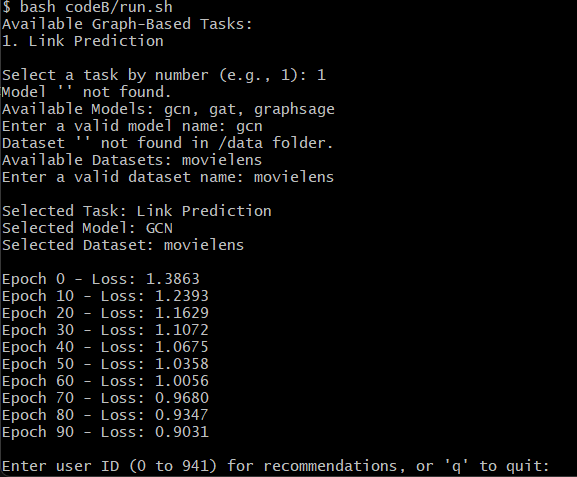 $ bash codeB/run.sh
Available Graph-Based Tasks:
1. Link Prediction
Select a task by number (e.g., 1): 1
Model '' not found.
Available Models: gcn, gat, graphsage
Enter a valid model name: gcn
Dataset '' not found in /data folder.
Available Datasets: movielens
Enter a valid dataset name: movielens
Selected Task: Link Prediction
Selected Model: GCN
Selected Dataset: movielens
Epoch 0 - Loss: 1.3863
Epoch 10 - Loss: 1.2393
Epoch 20 - Loss: 1.1629
Epoch 30 - Loss: 1.1072
Epoch 40 - Loss: 1.0675
Epoch 50 - Loss: 1.0358
Epoch 60 - Loss: 1.0056
Epoch 70 - Loss: 0.9680
Epoch 80 - Loss: 0.9347
Epoch 90 - Loss: 0.9031
Enter user ID (0 to 941) for recommendations, or 'q' to quit: